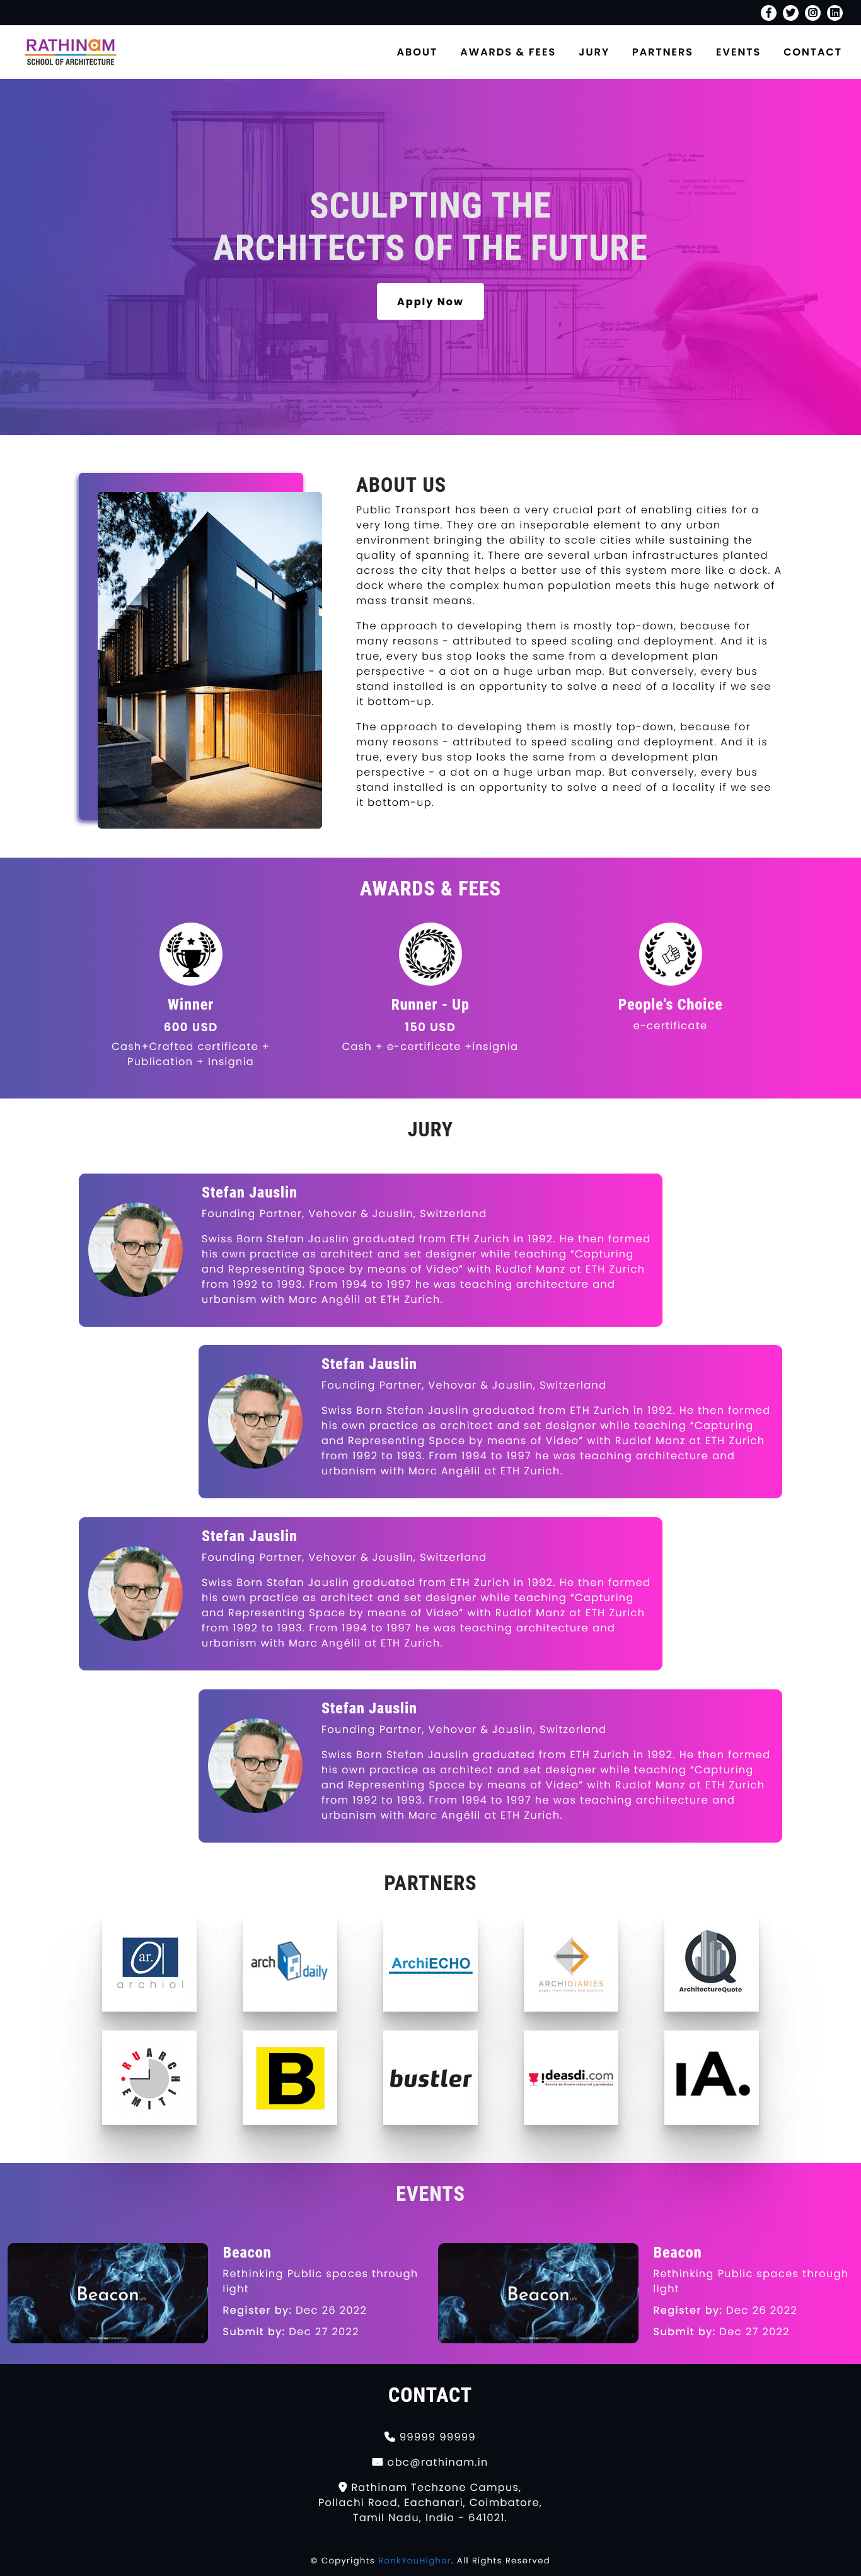 RATHINAM
SCHOOL OF ARCHITECTURE
ABOUT
AWARDS & FEES
JURY
PARTNERS
EVENTS
CONTACT
SCULPTING THE
ARCHITECTS OF THE FUTURE
Apply Now
ABOUT US
Public Transport has been a very crucial part of enabling cities for a
very long time. They are an inseparable element to any urban
environment bringing the ability to scale cities while sustaining the
quality of spanning it. There are several urban infrastructures planted
across the city that helps a better use of this system more like a dock. A
dock where the complex human population meets this huge network of
mass transit means.
The approach to developing them is mostly top-down, because for
many reasons - attributed to speed scaling and deployment. And it is
true, every bus stop looks the same from a development plan
perspective - a dot on a huge urban map. But conversely, every bus
stand installed is an opportunity to solve a need of a locality if we see
it bottom-up.
The approach to developing them is mostly top-down, because for
many reasons - attributed to speed scaling and deployment. And it is
true, every bus stop looks the same from a development plan
perspective - a dot on a huge urban map. But conversely, every bus
stand installed is an opportunity to solve a need of a locality if we see
it bottom-up.
AWARDS & FEES
Winner
600 USD
Cash+Crafted certificate +
Publication + Insignia
Runner - Up
150 USD
Cash + e-certificate +insignia
People's Choice
e-certificate
JURY
Stefan Jauslin
Founding Partner, Vehovar & Jauslin, Switzerland
Swiss Born Stefan Jauslin graduated from ETH Zurich in 1992. He then formed
his own practice as architect and set designer while teaching “Capturing
and Representing Space by means of Video” with Rudlof Manz at ETH Zurich
from 1992 to 1993. From 1994 to 1997 he was teaching architecture and
urbanism with Marc Angélil at ETH Zurich.
Stefan Jauslin
Founding Partner, Vehovar & Jauslin, Switzerland
Swiss Born Stefan Jauslin graduated from ETH Zurich in 1992. He then formed
his own practice as architect and set designer while teaching “Capturing
and Representing Space by means of Video” with Rudlof Manz at ETH Zurich
from 1992 to 1993. From 1994 to 1997 he was teaching architecture and
urbanism with Marc Angélil at ETH Zurich.
Stefan Jauslin
Founding Partner, Vehovar & Jauslin, Switzerland
Swiss Born Stefan Jauslin graduated from ETH Zurich in 1992. He then formed
his own practice as architect and set designer while teaching “Capturing
and Representing Space by means of Video” with Rudlof Manz at ETH Zurich
from 1992 to 1993. From 1994 to 1997 he was teaching architecture and
urbanism with Marc Angélil at ETH Zurich.
Stefan Jauslin
Founding Partner, Vehovar & Jauslin, Switzerland
Swiss Born Stefan Jauslin graduated from ETH Zurich in 1992. He then formed
his own practice as architect and set designer while teaching “Capturing
and Representing Space by means of Video” with Rudlof Manz at ETH Zurich
from 1992 to 1993. From 1994 to 1997 he was teaching architecture and
urbanism with Marc Angélil at ETH Zurich.
PARTNERS
ar.
archiol
arch daily
ArchiECHO
ARCHIDIARIES
ArchitectureQuote
RUARCHEMITI
B
bustler
ideasdi.com
IA.
EVENTS
Beacon
Beacon
Rethinking Public spaces through
light
Register by: Dec 26 2022
Submit by: Dec 27 2022
Beacon
Beacon
Rethinking Public spaces through
light
Register by: Dec 26 2022
Submit by: Dec 27 2022
CONTACT
99999 99999
abc@rathinam.in
Rathinam Techzone Campus,
Pollachi Road, Eachanari, Coimbatore,
Tamil Nadu, India - 641021.
© Copyrights RankYouHigher. All Rights Reserved